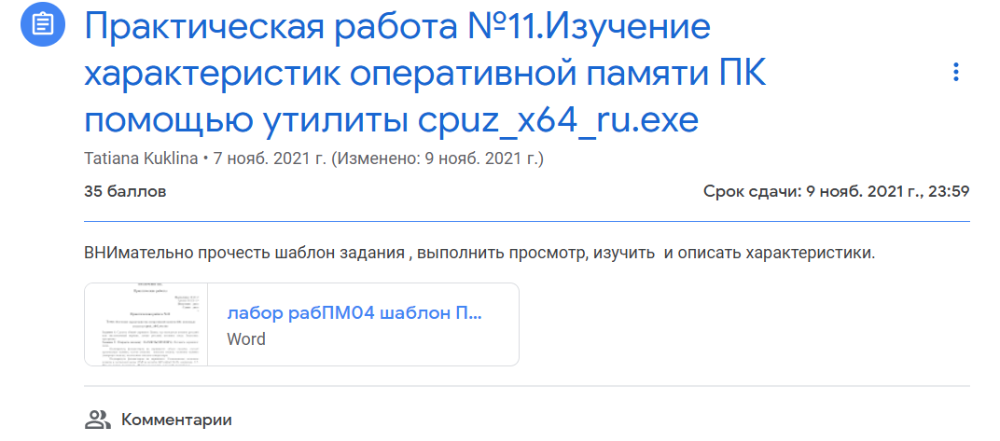 Практическая работа №11.Изучение
характеристик оперативной памяти ПК
помощью утилиты cpuz_x64_ru.exe
Tatiana Kuklina • 7 нояб. 2021 г. (Изменено: 9 нояб. 2021 г.)
35 баллов
Срок сдачи: 9 нояб. 2021 г., 23:59
ВНИмательно прочесть шаблон задания , выполнить просмотр, изучить и описать характеристики.
лабор рабПМ04 шаблон П...
Word
Комментарии